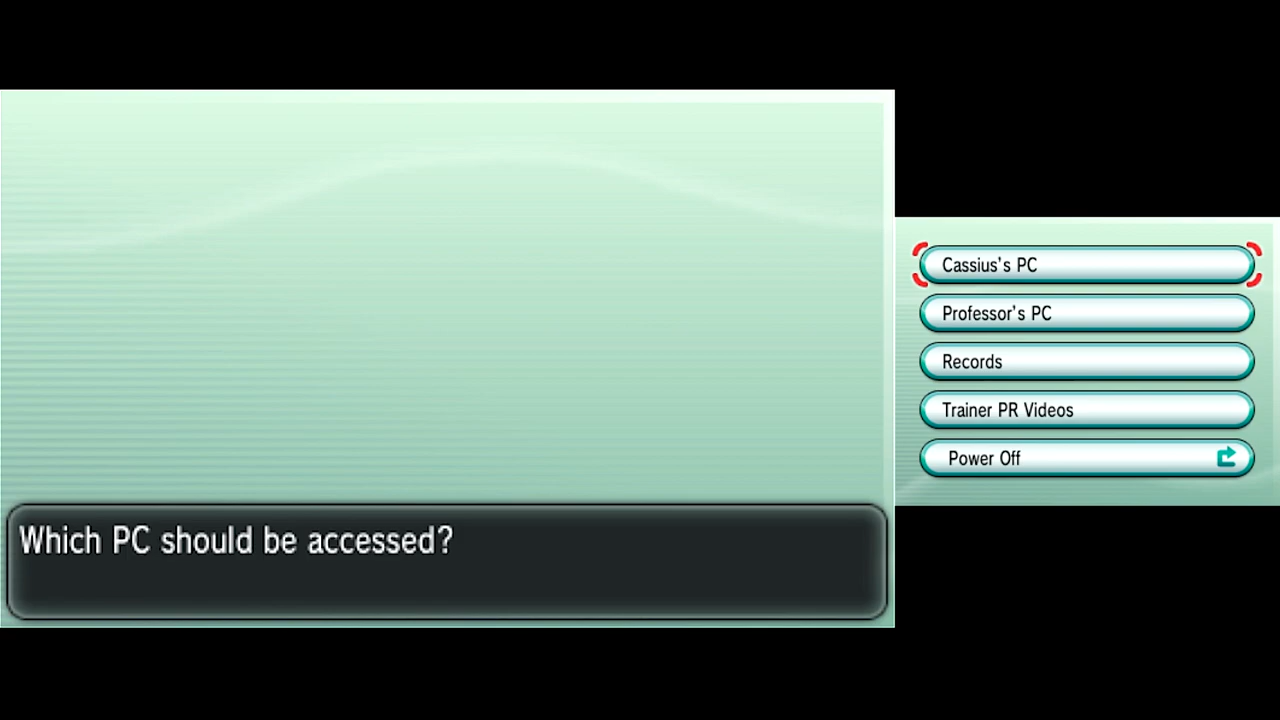 Which PC should be accessed?
Cassius's PC
Professor's PC
Records
Trainer PR Videos
Power Off